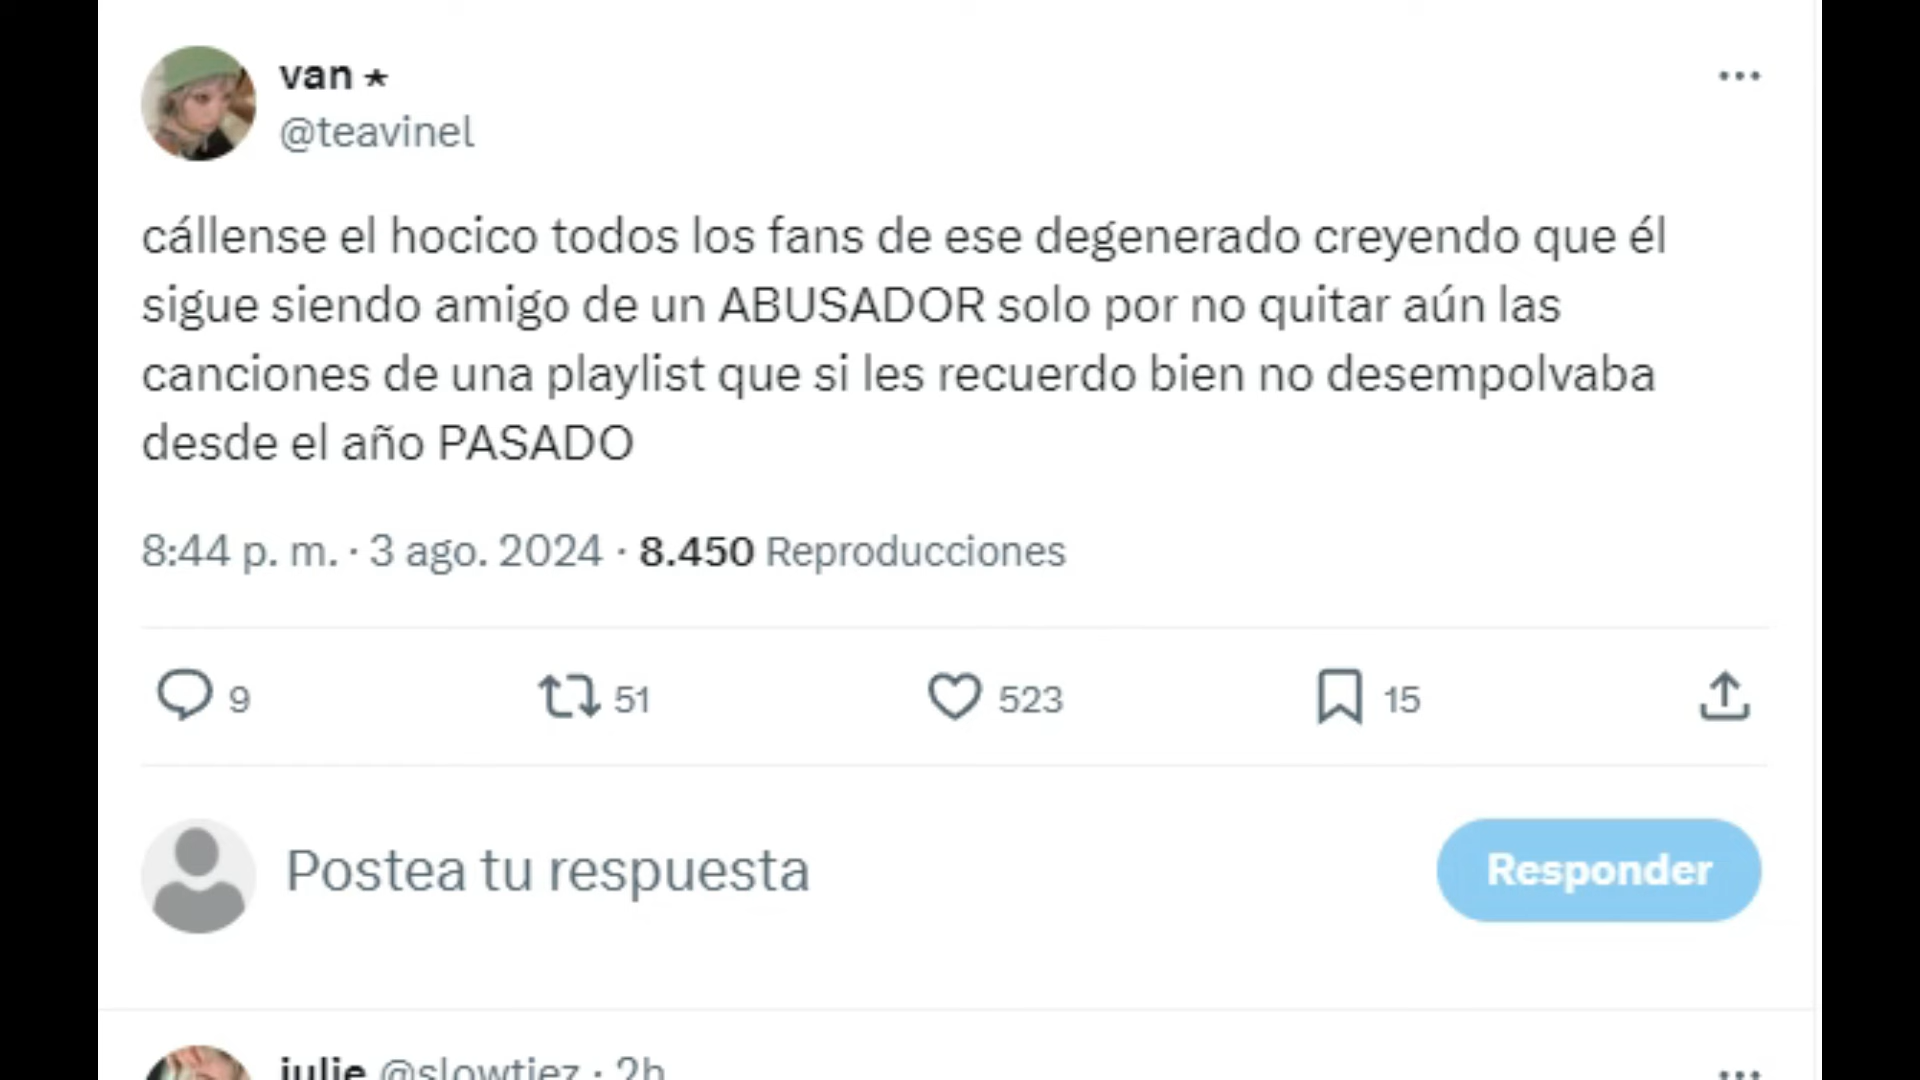 van ⋆
@teavinel
cállense el hocico todos los fans de ese degenerado creyendo que él
sigue siendo amigo de un ABUSADOR solo por no quitar aún las
canciones de una playlist que si les recuerdo bien no desempolvaba
desde el año PASADO
8:44 p. m. · 3 ago. 2024 · 8.450 Reproducciones
9 51 523 15
Postea tu respuesta
Responder
julie @slowtiez · 2h